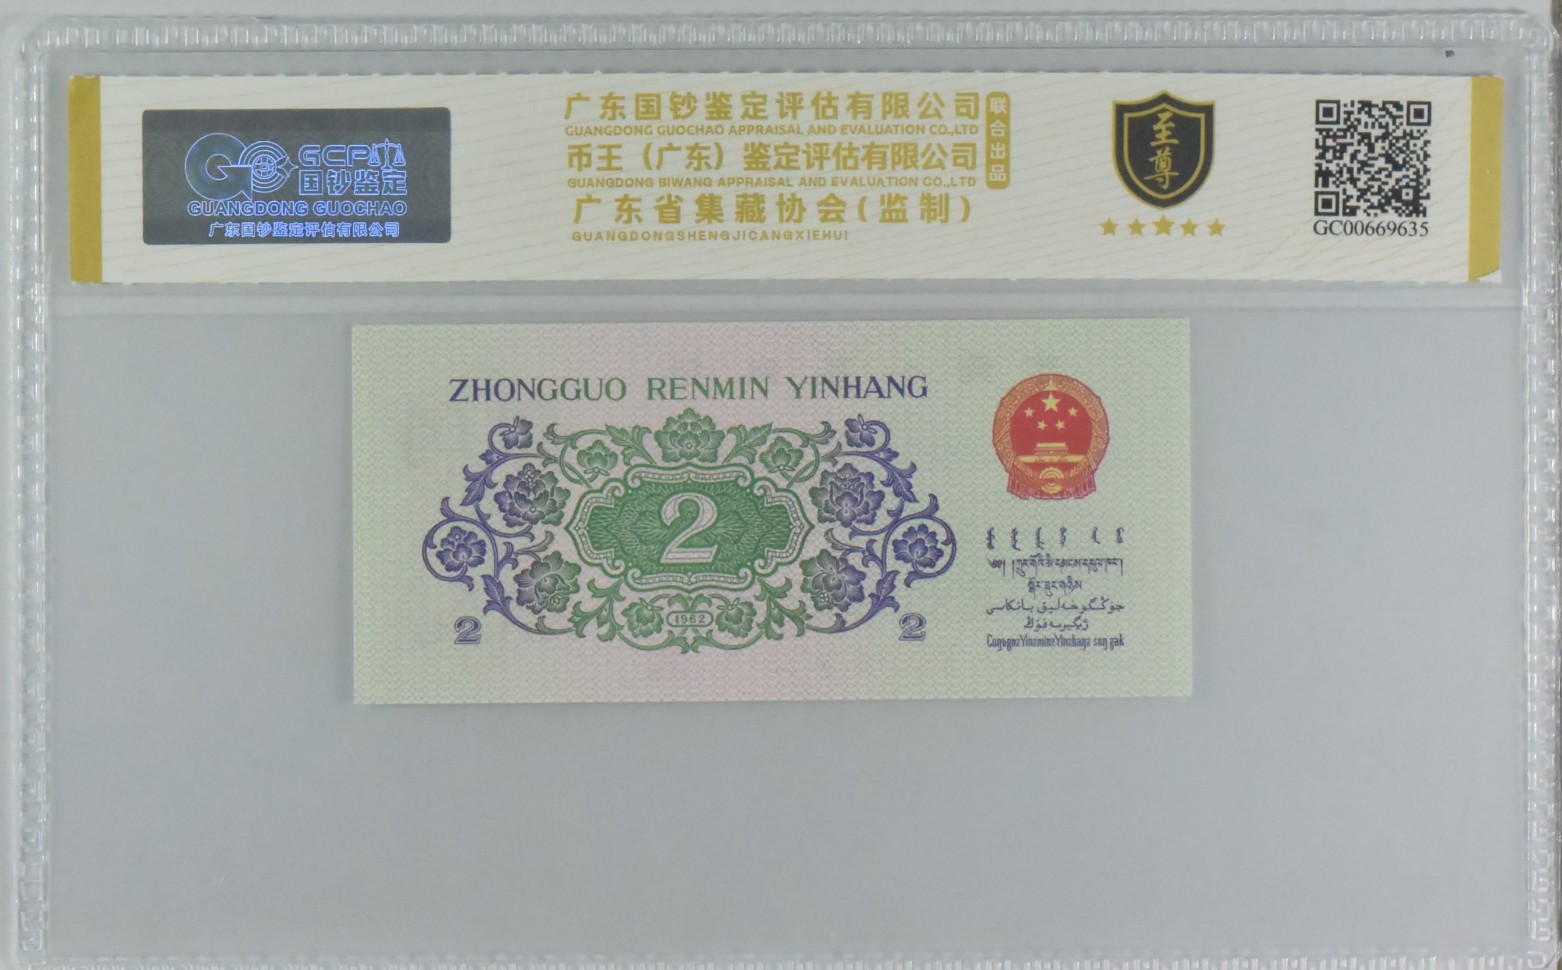 GCP
国钞鉴定
GUANGDONG GUOCHAO
广东国钞鉴定评估有限公司
广东国钞鉴定评估有限公司
GUANGDONG GUOCHAO APPRAISAL AND EVALUATION CO.,LTD
币王（广东）鉴定评估有限公司
GUANGDONG BIWANG APPRAISAL AND EVALUATION CO.,LTD
广东省集藏协会(监制)
GUANGDONGSHENGJICANGXIEHUI
联合出品
至尊
GC00669635
ZHONGGUO RENMIN YINHANG
2
1962
2
2
جۇڭگوخەلىق بانكاسى